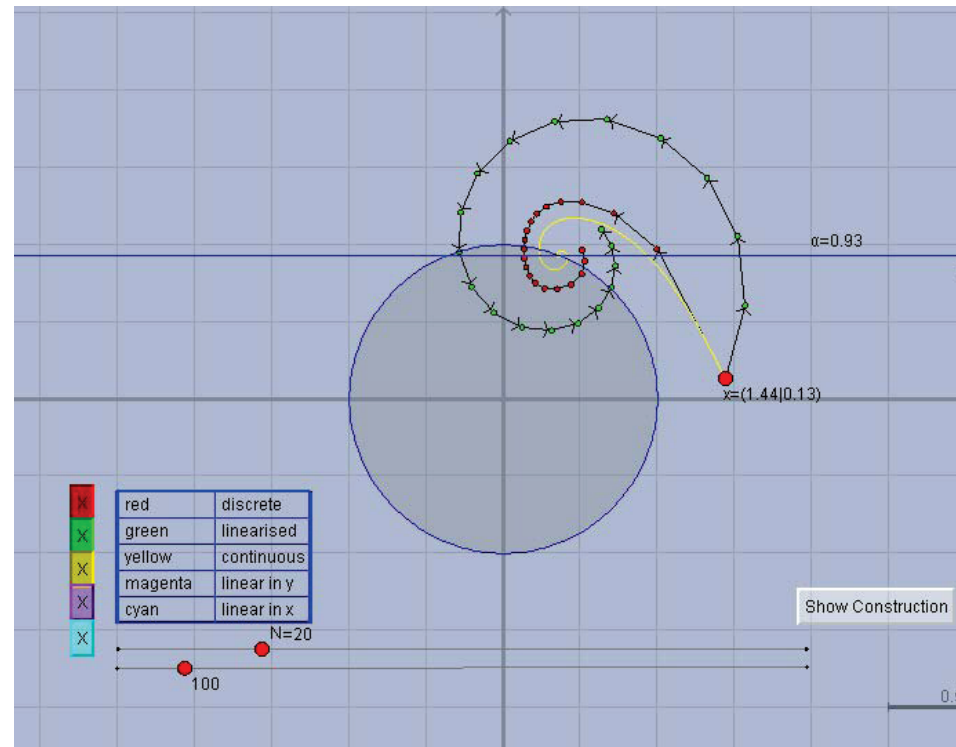 α=0.93
x=(1.44|0.13)
X red discrete
X green linearised
X yellow continuous
X magenta linear in y
X cyan linear in x
Show Construction
N=20
100